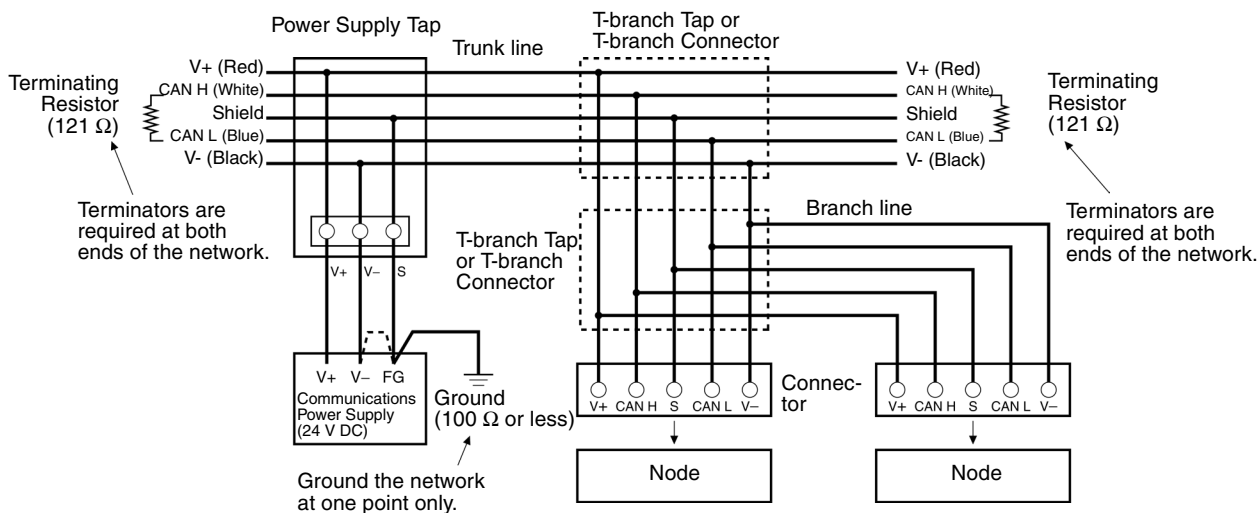 Power Supply Tap
Trunk line
T-branch Tap or
T-branch Connector
Terminating
Resistor
(121 Ω)
V+ (Red)
CAN H (White)
Shield
CAN L (Blue)
V- (Black)
V+ (Red)
CAN H (White)
Shield
CAN L (Blue)
V- (Black)
Terminating
Resistor
(121 Ω)
Terminators are
required at both
ends of the network.
T-branch Tap
or T-branch
Connector
Branch line
Terminators are
required at both
ends of the network.
V+ V– S
V+ V– FG
Communications
Power Supply
(24 V DC)
Ground
(100 Ω or less)
Ground the network
at one point only.
V+ CAN H S CAN L V–
Connec-
tor
V+ CAN H S CAN L V–
Node
Node